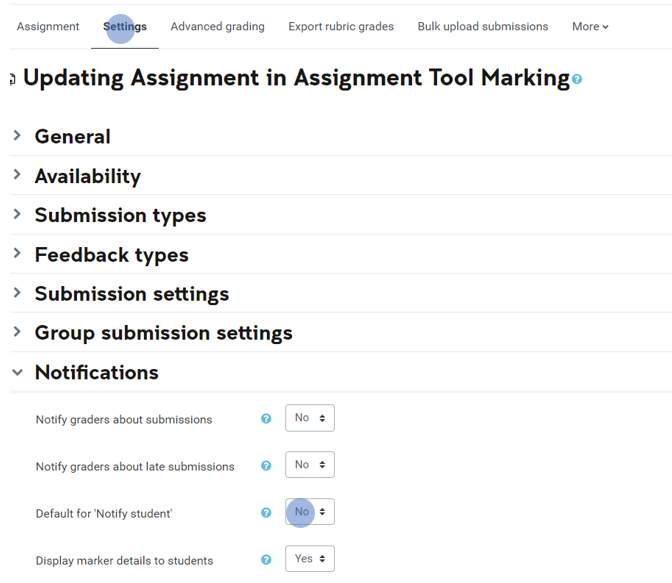 Assignment Settings Advanced grading Export rubric grades Bulk upload submissions More
Updating Assignment in Assignment Tool Marking
General
Availability
Submission types
Feedback types
Submission settings
Group submission settings
Notifications
Notify graders about submissions ? No
Notify graders about late submissions ? No
Default for 'Notify student' ? No
Display marker details to students ? Yes